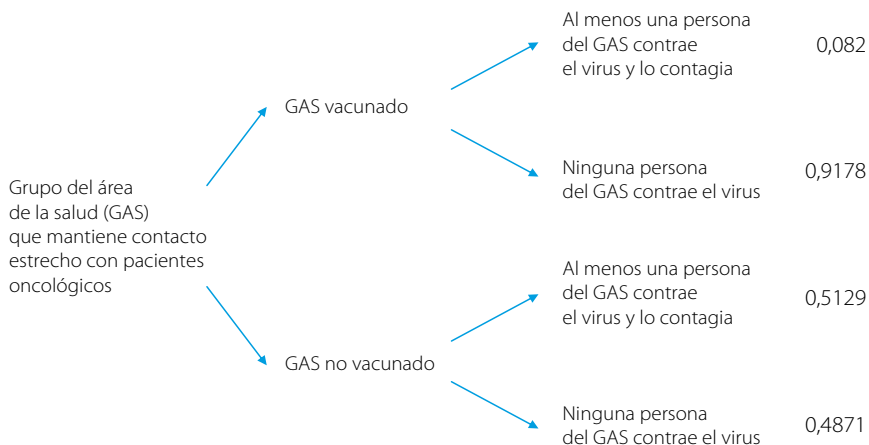 Grupo del área
de la salud (GAS)
que mantiene contacto
estrecho con pacientes
oncológicos
GAS vacunado
Al menos una persona
del GAS contrae
el virus y lo contagia
0,082
Ninguna persona
del GAS contrae el virus
0,9178
GAS no vacunado
Al menos una persona
del GAS contrae
el virus y lo contagia
0,5129
Ninguna persona
del GAS contrae el virus
0,4871